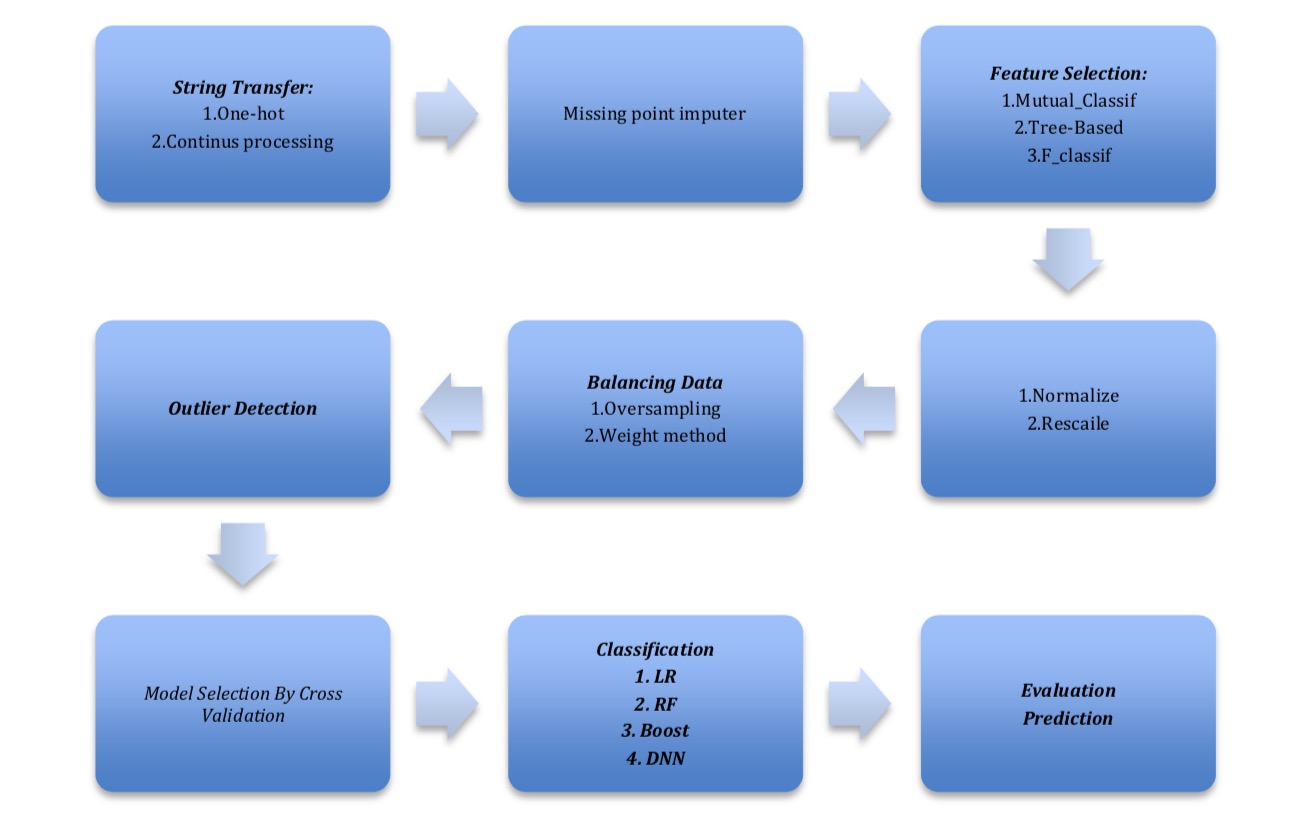 String Transfer:
1.One-hot
2.Continus processing
Missing point imputer
Feature Selection:
1.Mutual_Classif
2.Tree-Based
3.F_classif
1.Normalize
2.Rescaile
Balancing Data
1.Oversampling
2.Weight method
Outlier Detection
Model Selection By Cross
Validation
Classification
1. LR
2. RF
3. Boost
4. DNN
Evaluation
Prediction